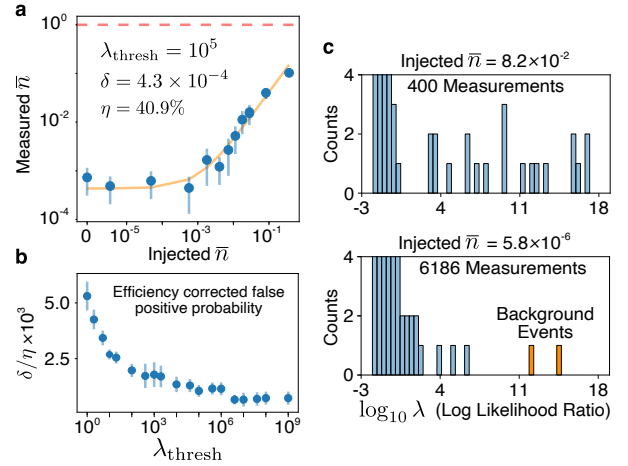 a
10^0
10^-2
10^-4
Measured n̅
λ_thresh = 10^5
δ = 4.3 × 10^-4
η = 40.9%
0 10^-5 10^-3 10^-1
Injected n̅
b
5.0
2.5
δ/η ×10^3
Efficiency corrected false
positive probability
10^0 10^3 10^6 10^9
λ_thresh
c
Injected n̅ = 8.2×10^-2
400 Measurements
4
2
0
Counts
-3 4 11 18
Injected n̅ = 5.8×10^-6
6186 Measurements
Background
Events
4
2
0
Counts
-3 4 11 18
log₁₀ λ (Log Likelihood Ratio)